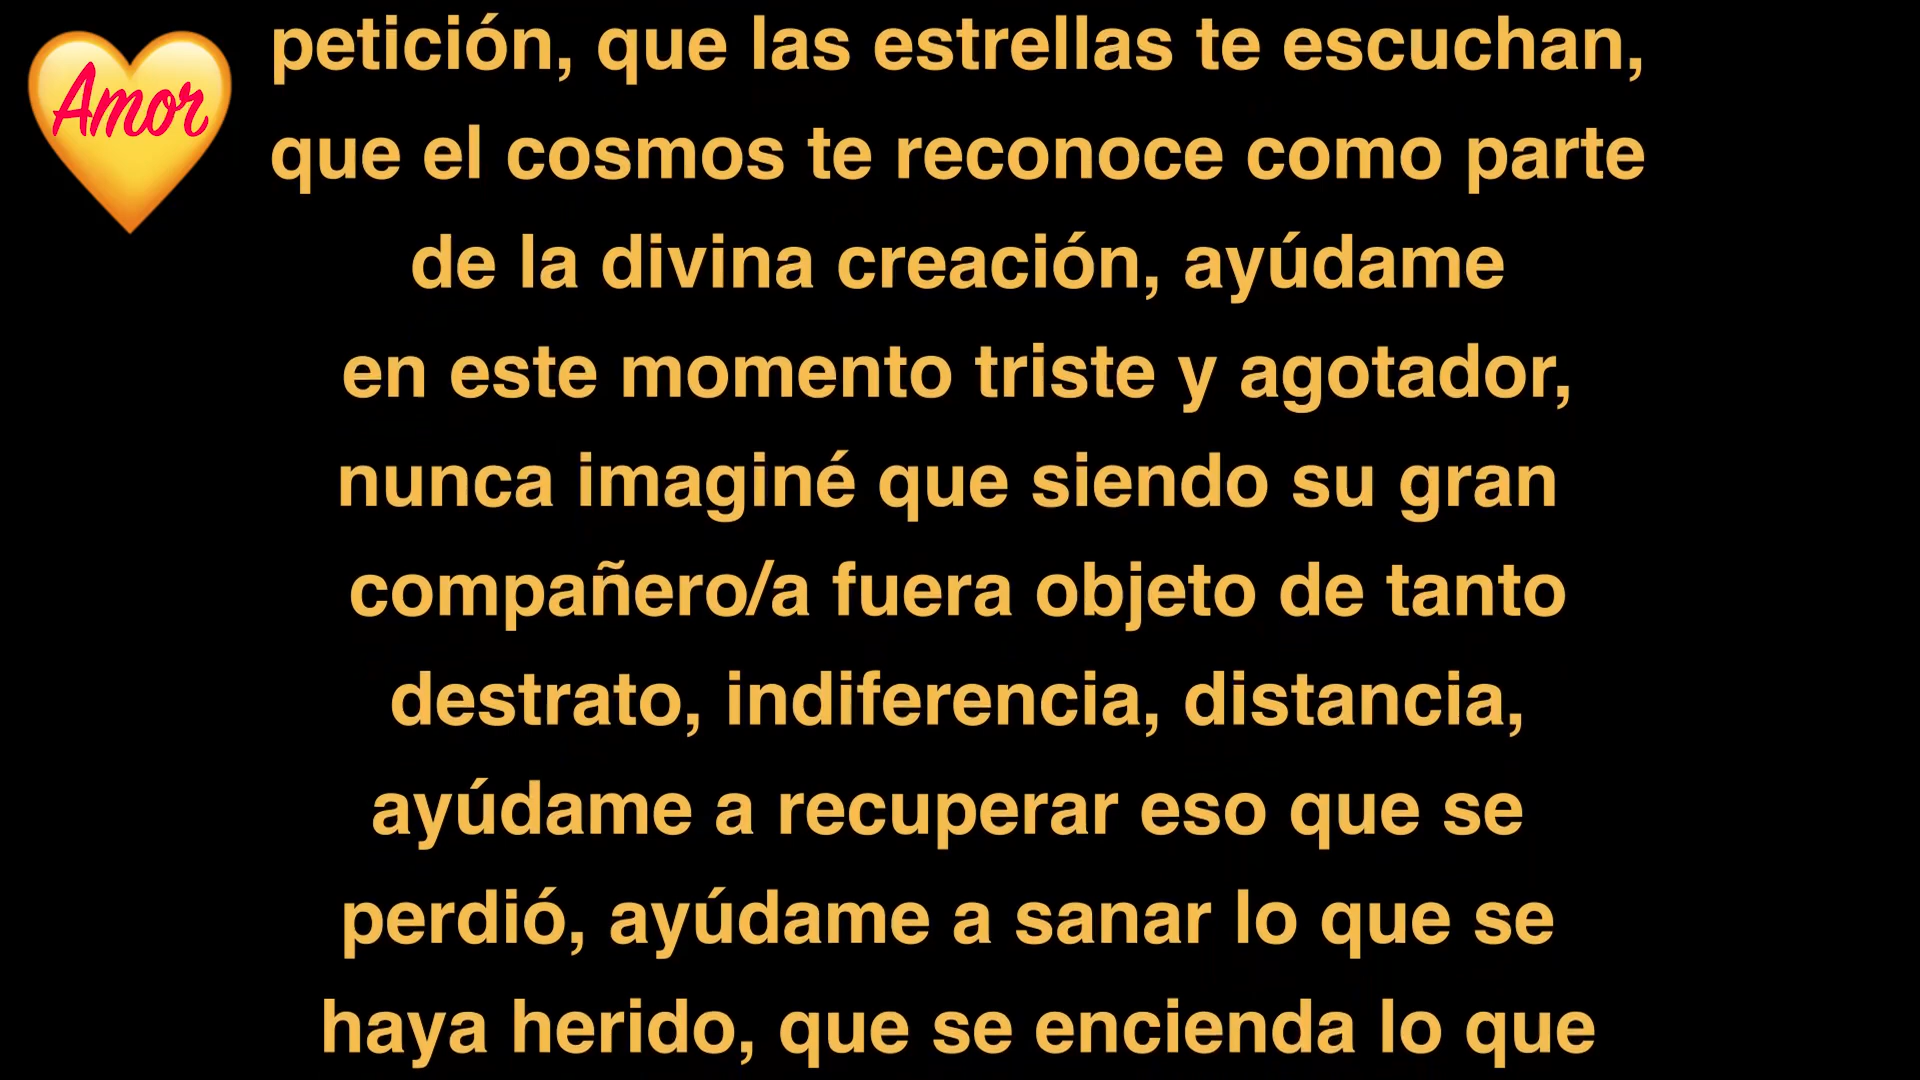 Amor
petición, que las estrellas te escuchan,
que el cosmos te reconoce como parte
de la divina creación, ayúdame
en este momento triste y agotador,
nunca imaginé que siendo su gran
compañero/a fuera objeto de tanto
destrato, indiferencia, distancia,
ayúdame a recuperar eso que se
perdió, ayúdame a sanar lo que se
haya herido, que se encienda lo que